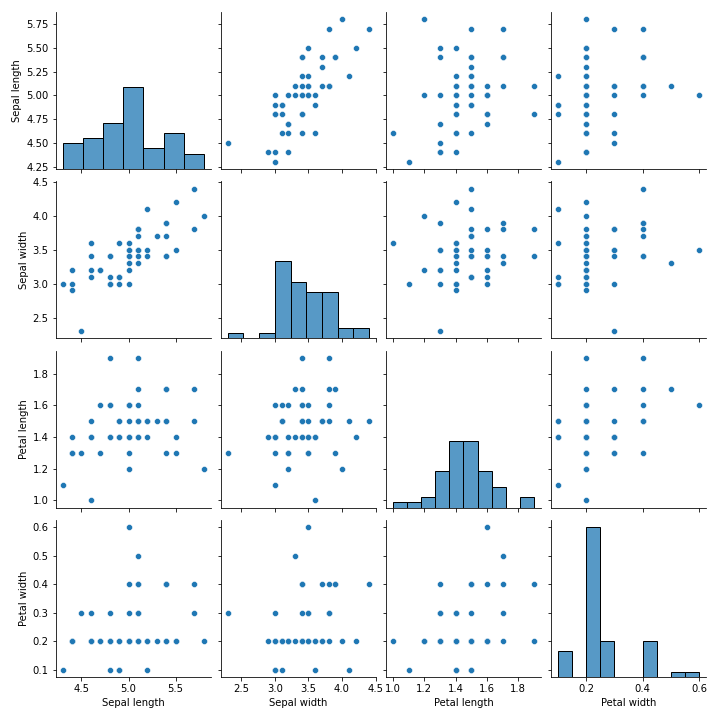 Sepal length
5.75
5.50
5.25
5.00
4.75
4.50
4.25
Sepal width
4.5
4.0
3.5
3.0
2.5
Petal length
1.8
1.6
1.4
1.2
1.0
Petal width
0.6
0.5
0.4
0.3
0.2
0.1
4.5 5.0 5.5
2.5 3.0 3.5 4.0 4.5
1.0 1.2 1.4 1.6 1.8
0.2 0.4 0.6
Sepal length
Sepal width
Petal length
Petal width